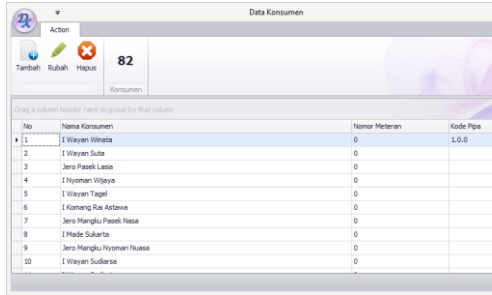 Data Konsumen
Action
Tambah Rubah Hapus
82
Konsumen
Drag a column header here to group by that column
No Nama Konsumen Nomor Meteran Kode Pipa
1 I Wayan Winata 0 1.0.0
2 I Wayan Suta 0
3 Jero Pasek Lasia 0
4 I Nyoman Wijaya 0
5 I Wayan Tagel 0
6 I Komang Rai Astawa 0
7 Jero Mangku Pasek Nasa 0
8 I Made Sukarta 0
9 Jero Mangku Nyoman Nuasa 0
10 I Wayan Sudiarsa 0